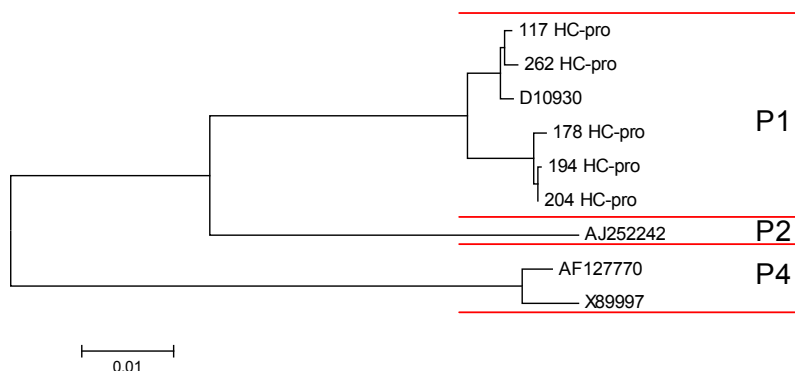 117 HC-pro
262 HC-pro
D10930
P1
178 HC-pro
194 HC-pro
204 HC-pro
AJ252242
P2
AF127770
P4
X89997
0.01